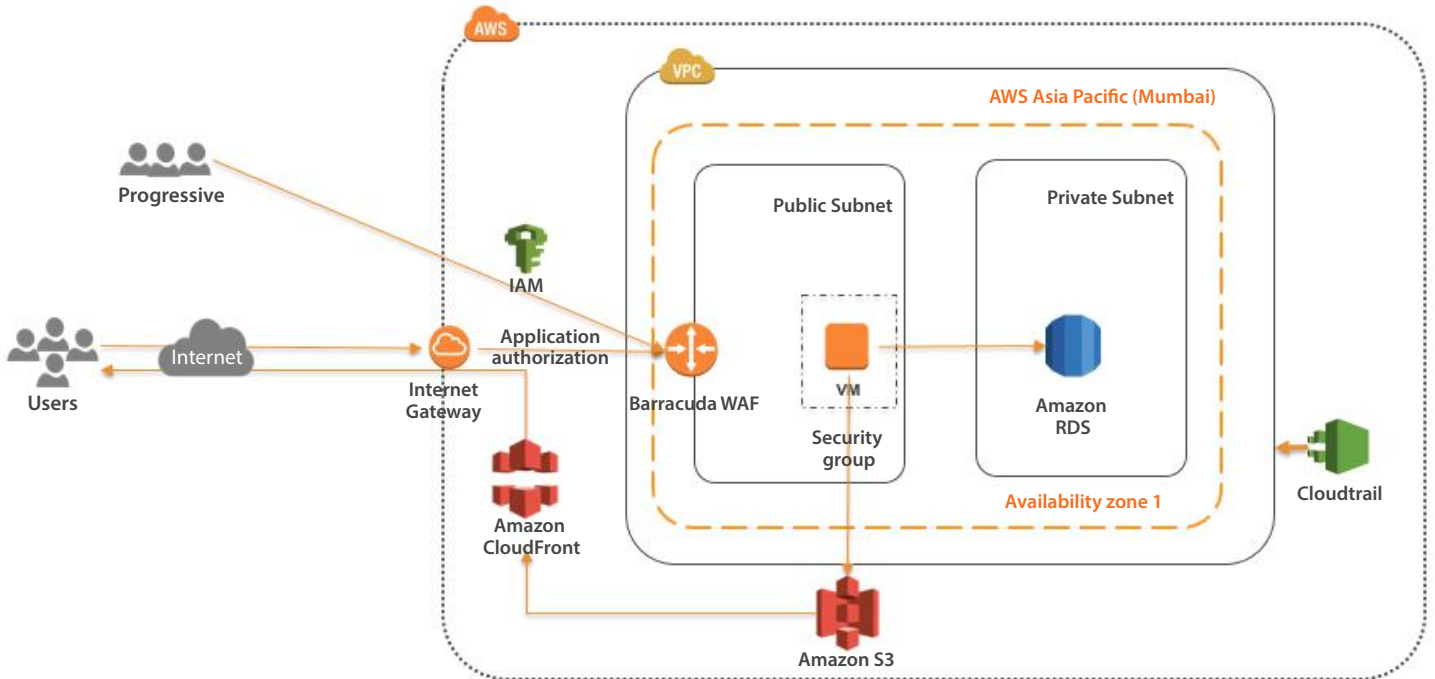 AWS
VPC
AWS Asia Pacific (Mumbai)
Progressive
Public Subnet
Private Subnet
IAM
Internet
Application
authorization
Users
Internet
Gateway
Barracuda WAF
VM
Security
group
Amazon
RDS
Cloudtrail
Availability zone 1
Amazon
CloudFront
Amazon S3